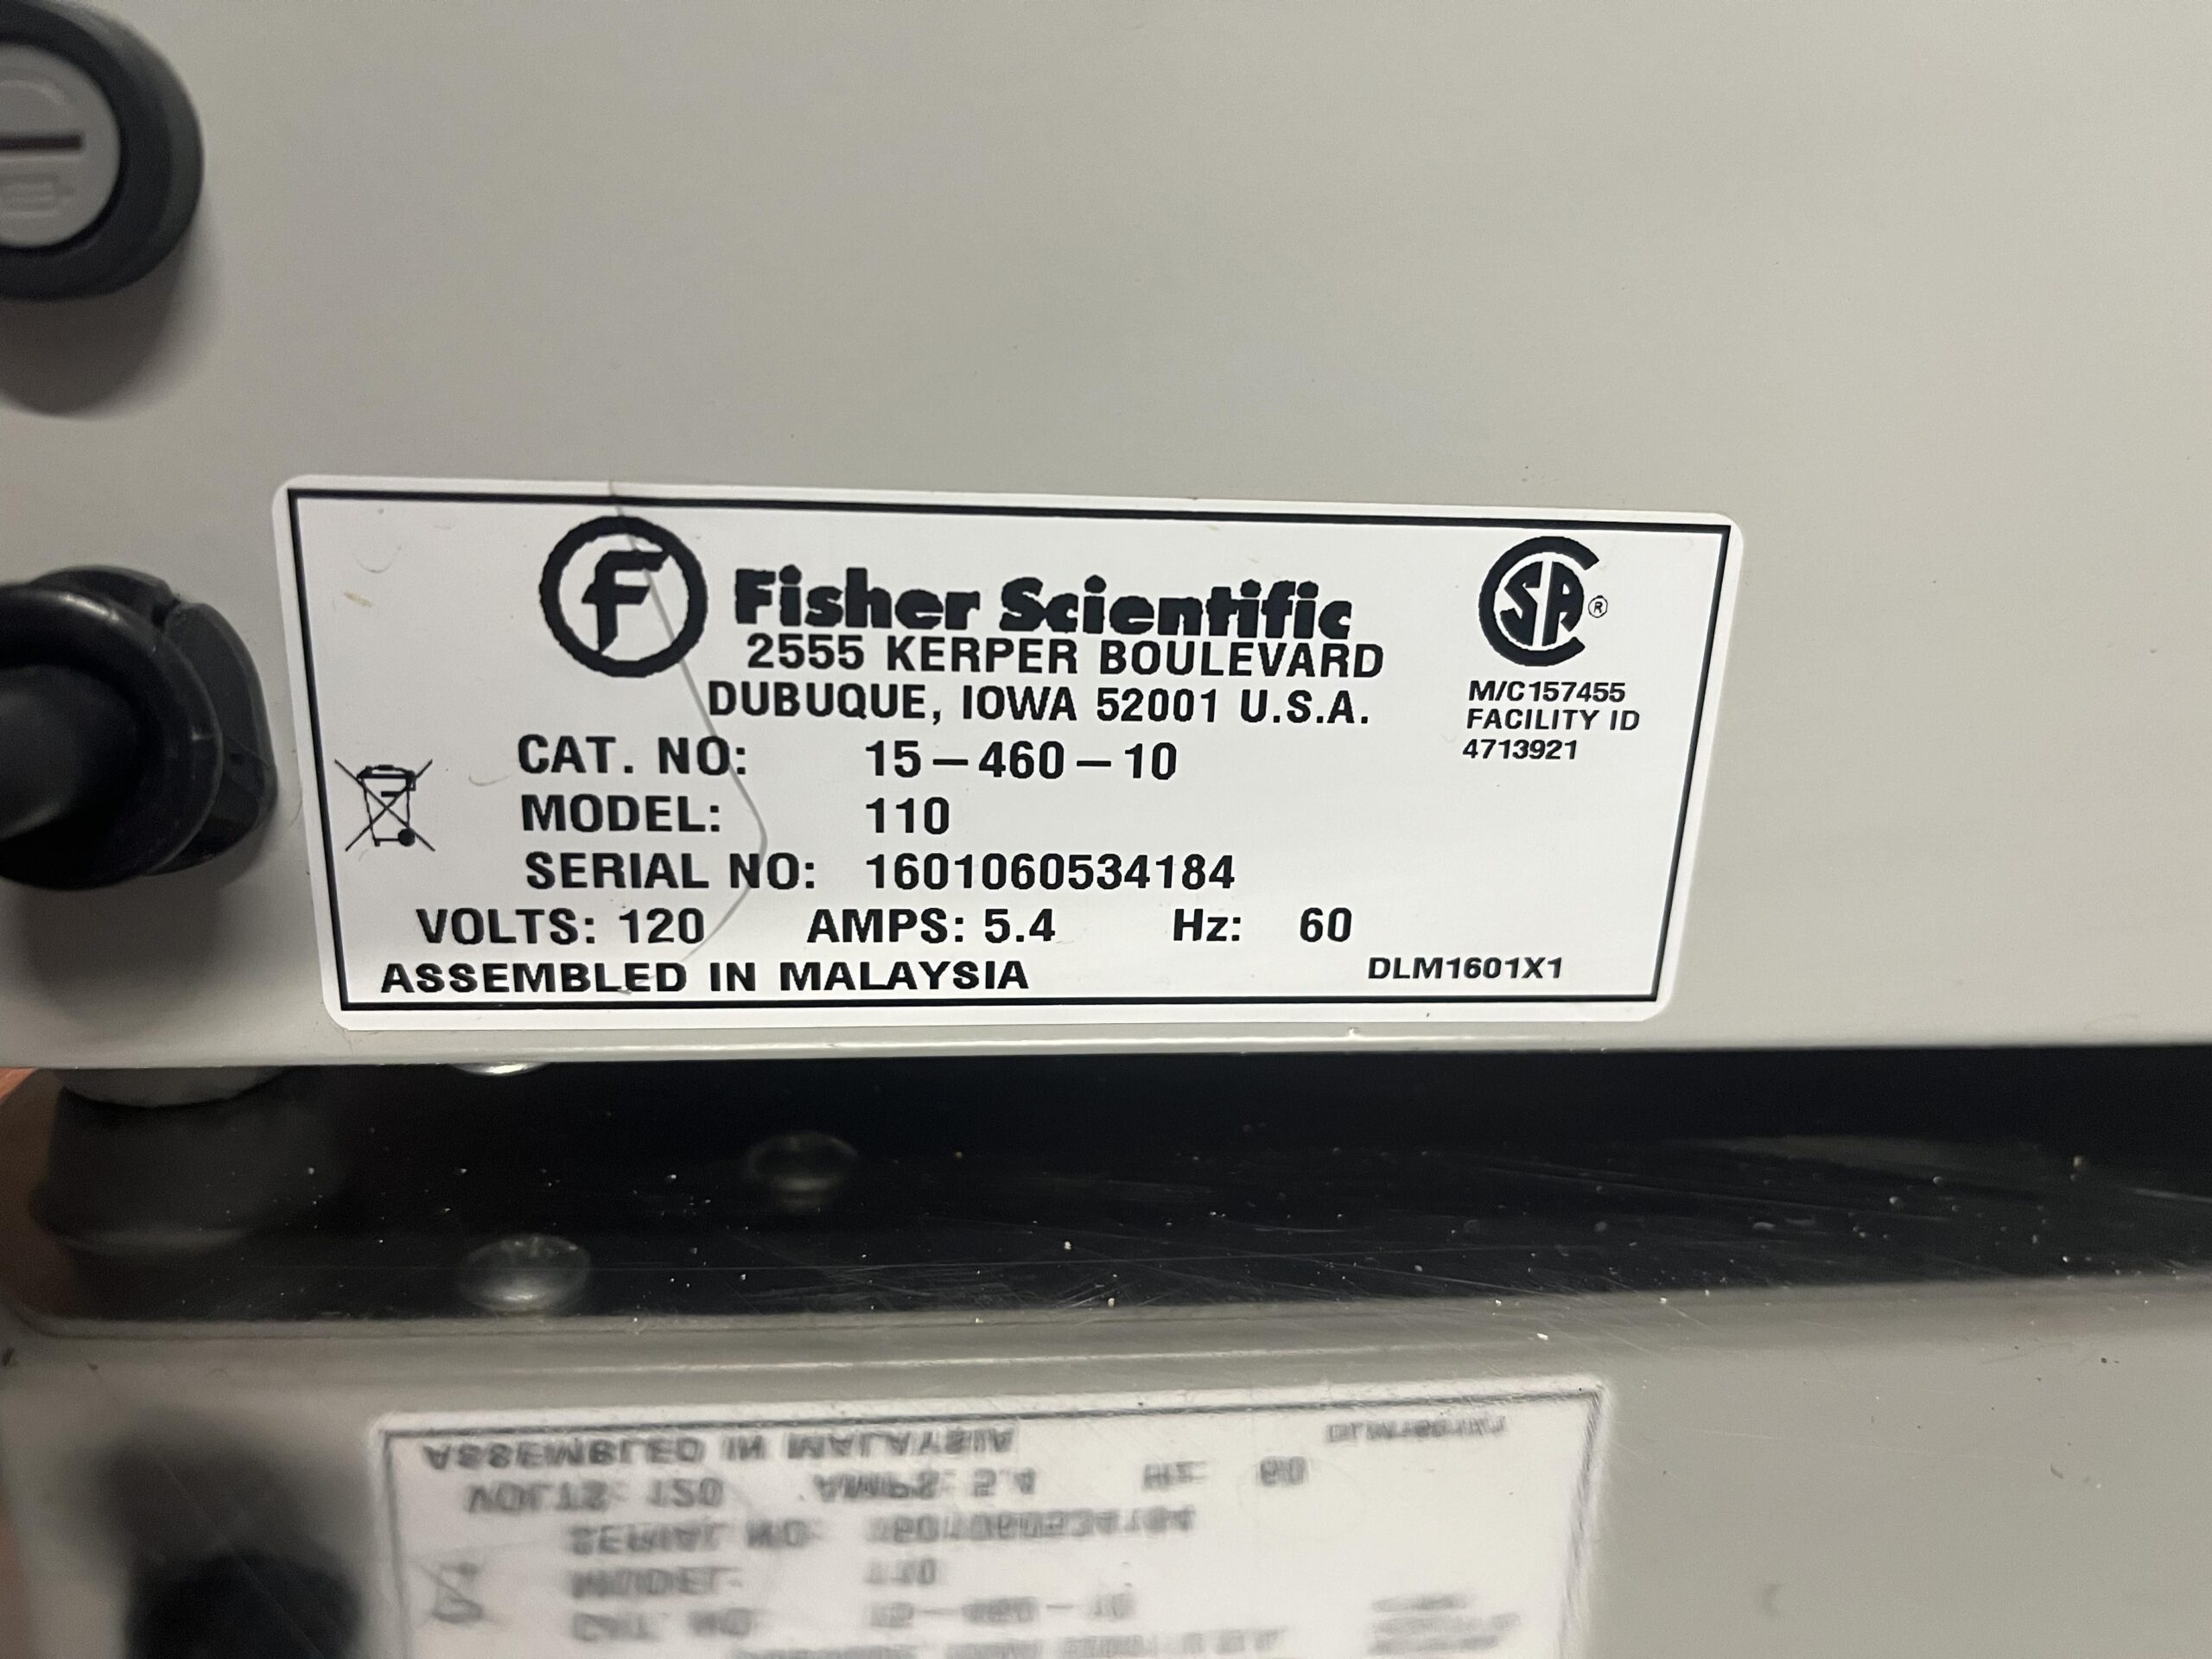 F Fisher Scientific
2555 KERPER BOULEVARD
DUBUQUE, IOWA 52001 U.S.A.
SA ®
M/C157455
FACILITY ID
4713921
CAT. NO: 15-460-10
MODEL: 110
SERIAL NO: 1601060534184
VOLTS: 120 AMPS: 5.4 Hz: 60
ASSEMBLED IN MALAYSIA DLM1601X1